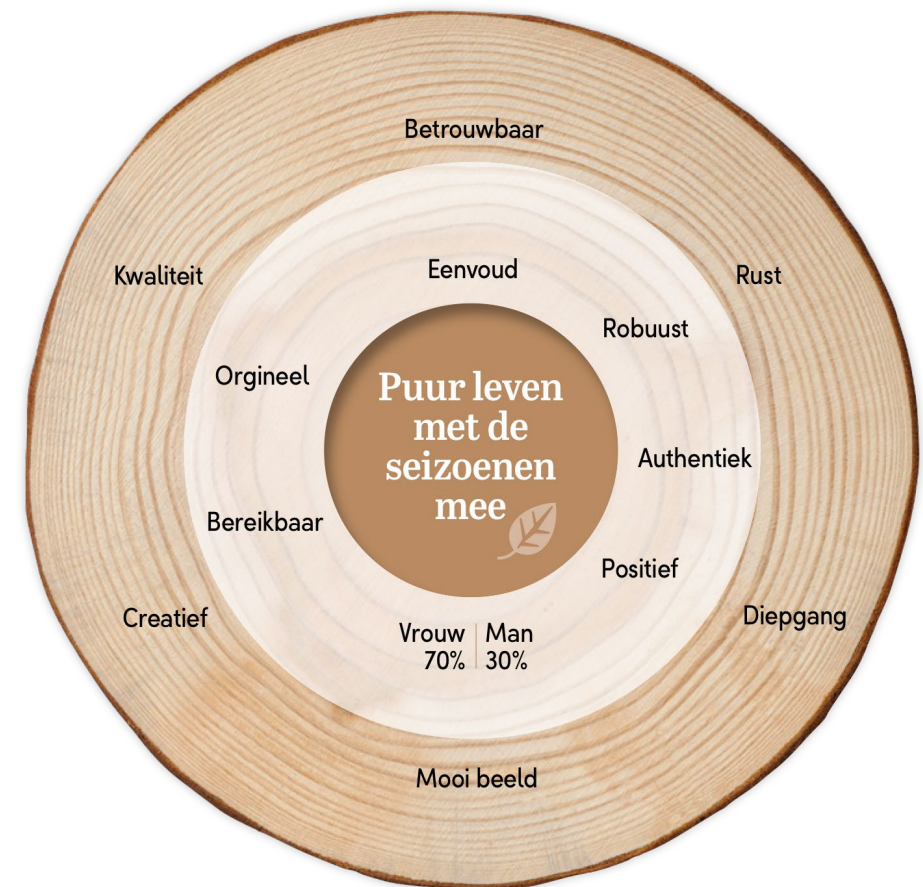 Betrouwbaar
Kwaliteit
Rust
Eenvoud
Robuust
Orgineel
Puur leven
met de
seizoenen
mee
Authentiek
Bereikbaar
Positief
Creatief
Diepgang
Vrouw | Man
70% | 30%
Mooi beeld